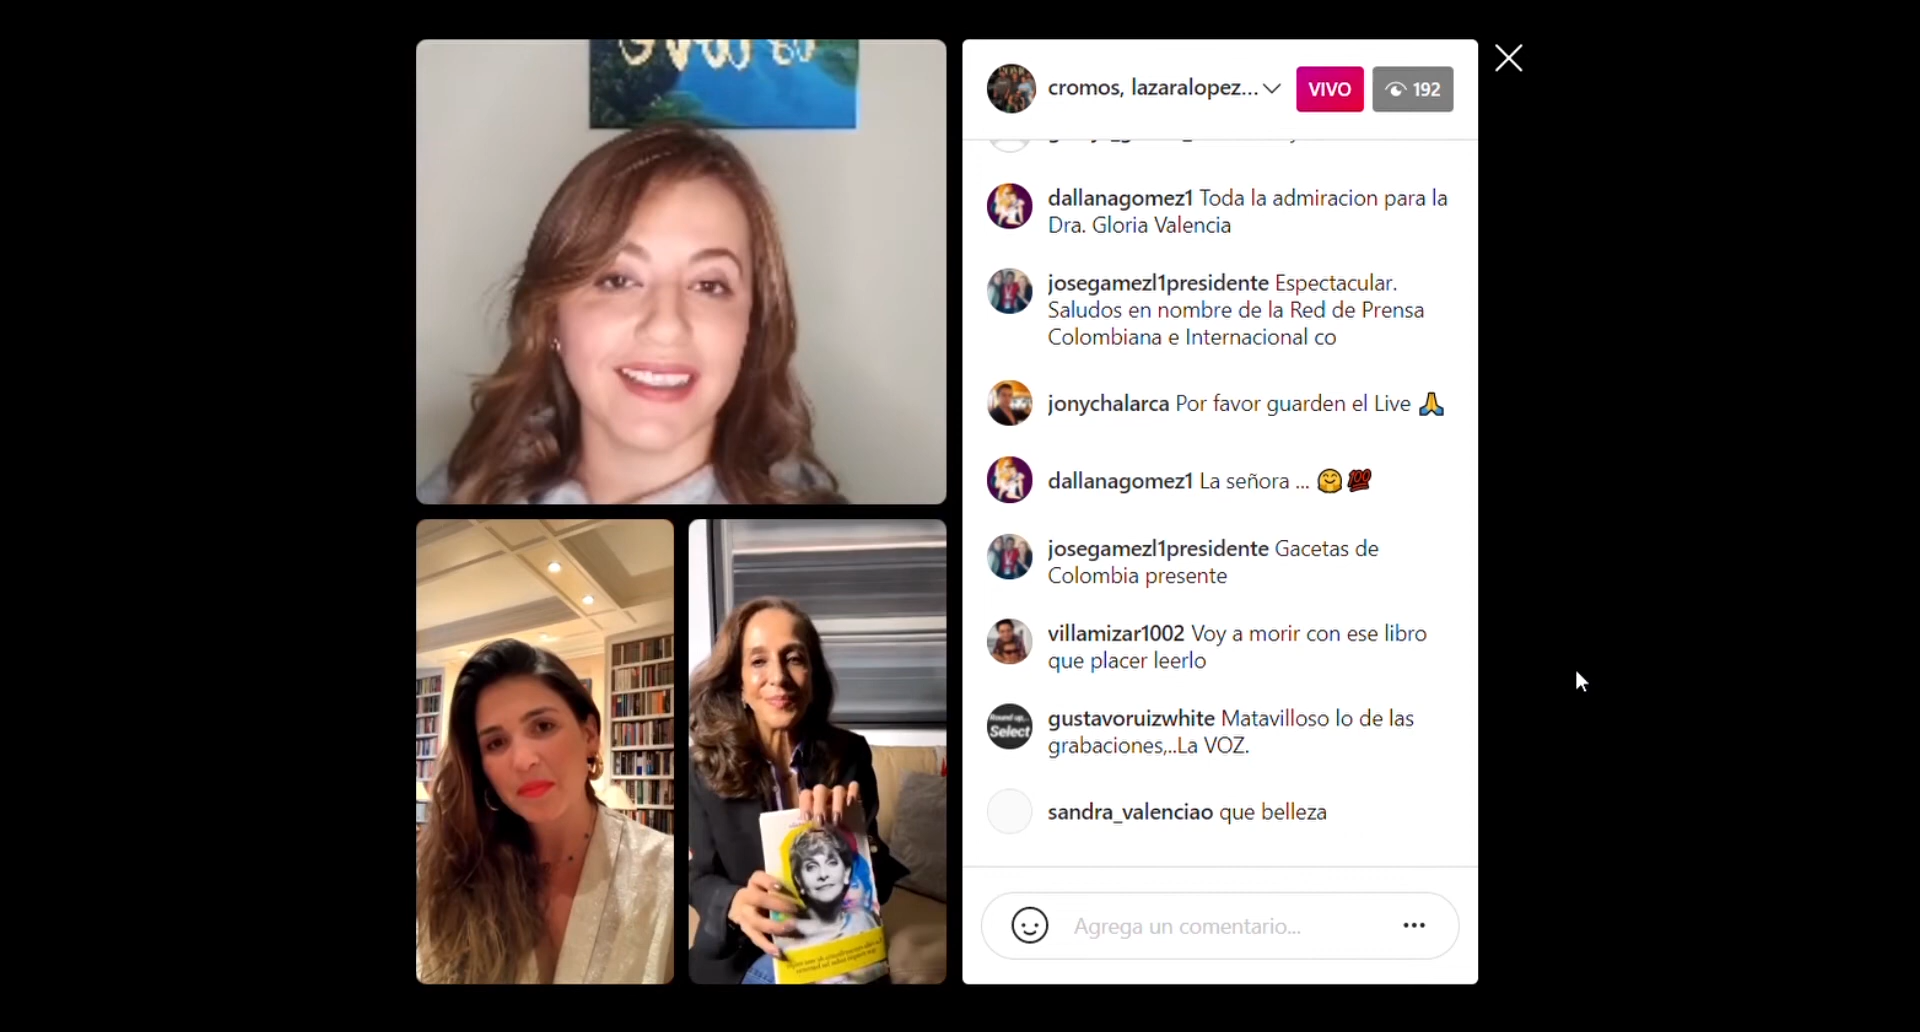 cromos, lazaralopez...
VIVO
192
dallanagomez1 Toda la admiracion para la
Dra. Gloria Valencia
josegamezl1presidente Espectacular.
Saludos en nombre de la Red de Prensa
Colombiana e Internacional co
jonychalarca Por favor guarden el Live 🙏
dallanagomez1 La señora ... 🤗💯
josegamezl1presidente Gacetas de
Colombia presente
villamizar1002 Voy a morir con ese libro
que placer leerlo
Select
gustavoruizwhite Matavilloso lo de las
grabaciones,..La VOZ.
sandra_valenciao que belleza
Agrega un comentario...